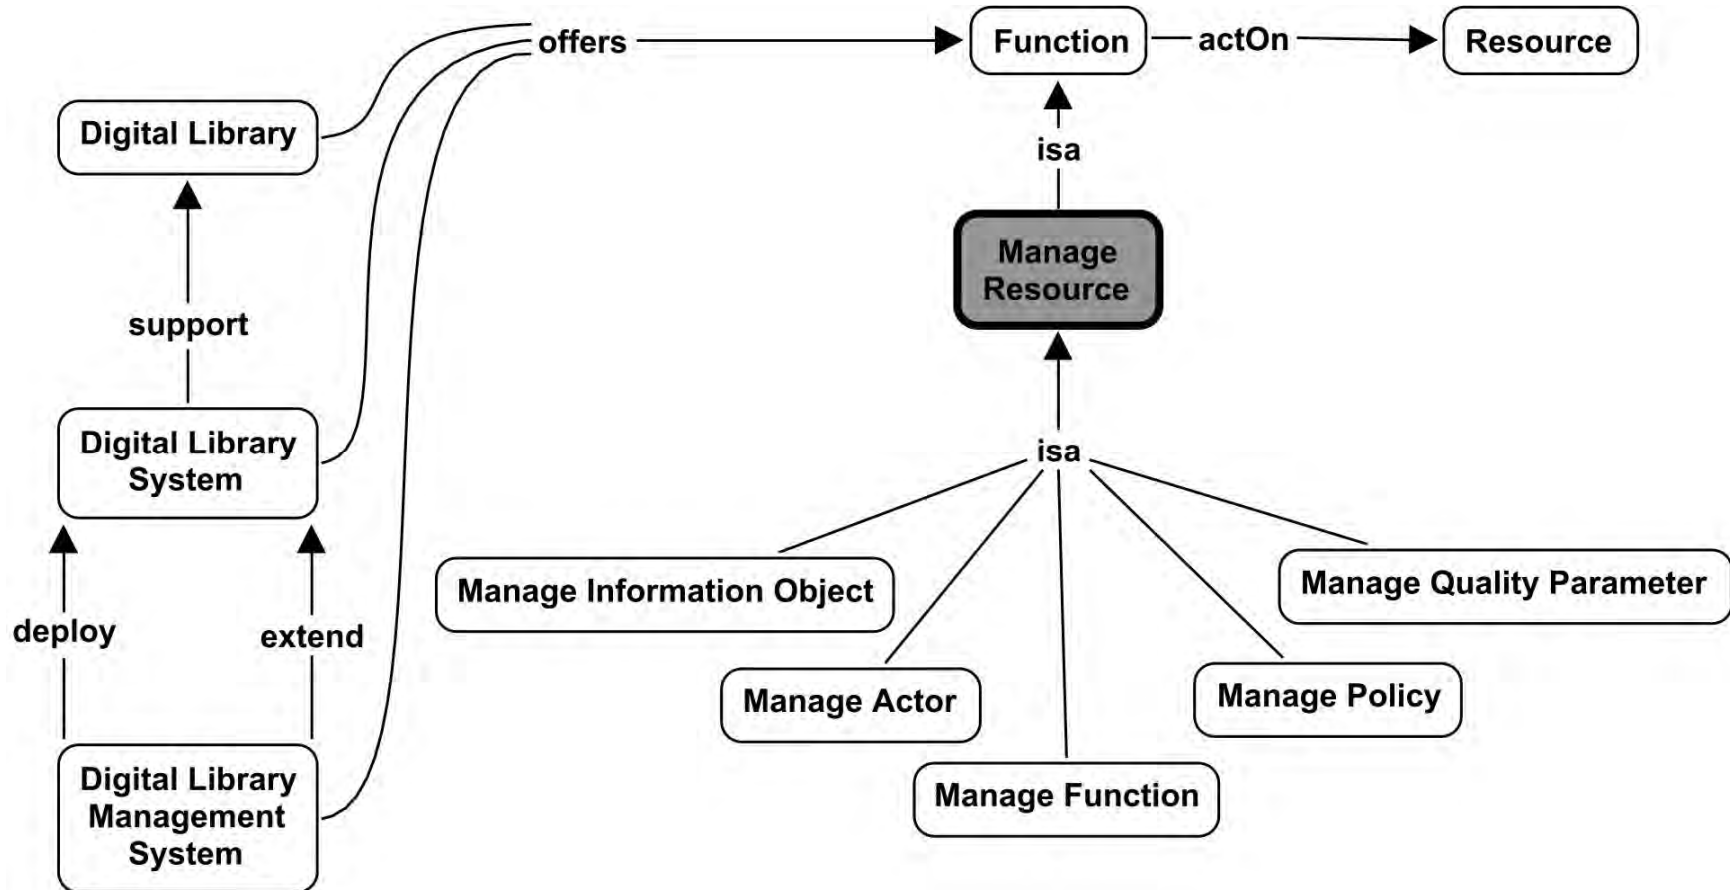 offers
Function
actOn
Resource
Digital Library
isa
Manage
Resource
support
Digital Library
System
isa
Manage Information Object
Manage Quality Parameter
deploy
extend
Manage Actor
Manage Policy
Digital Library
Management
System
Manage Function